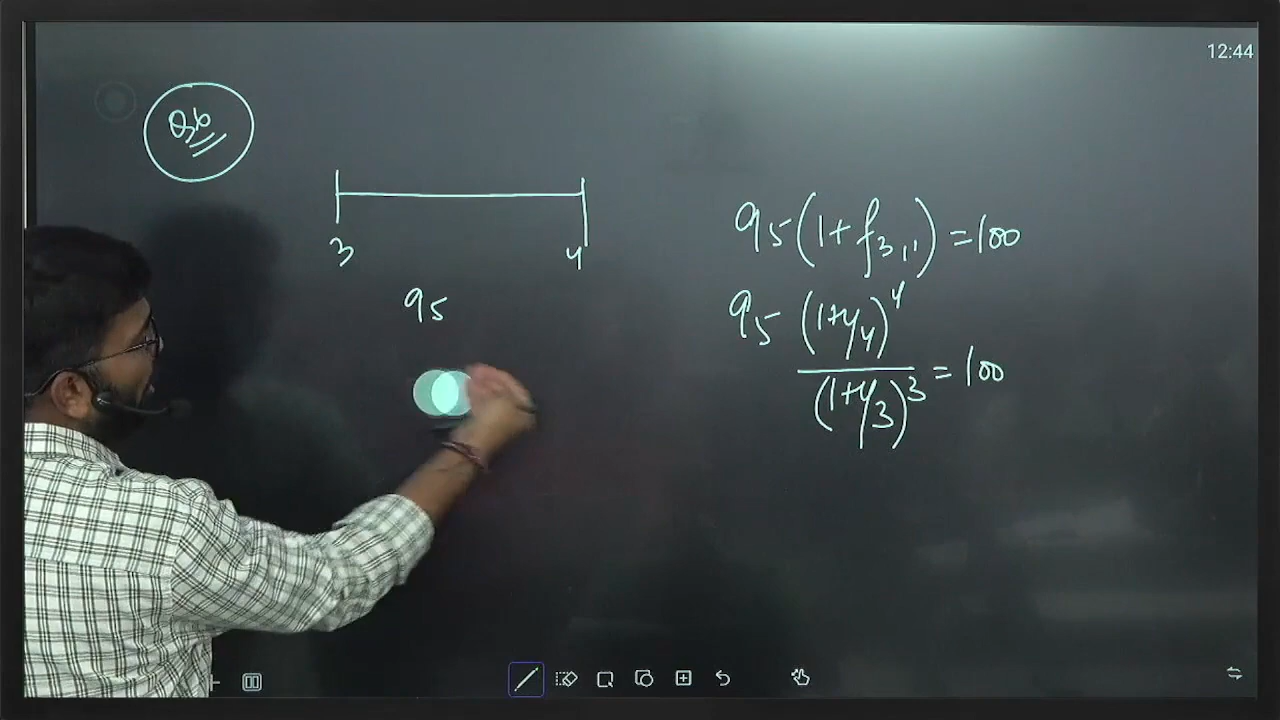 12:44
Q6
3 4
95
95(1+f3,1) = 100
95 (1+y4)^4
(1+y3)^3 = 100